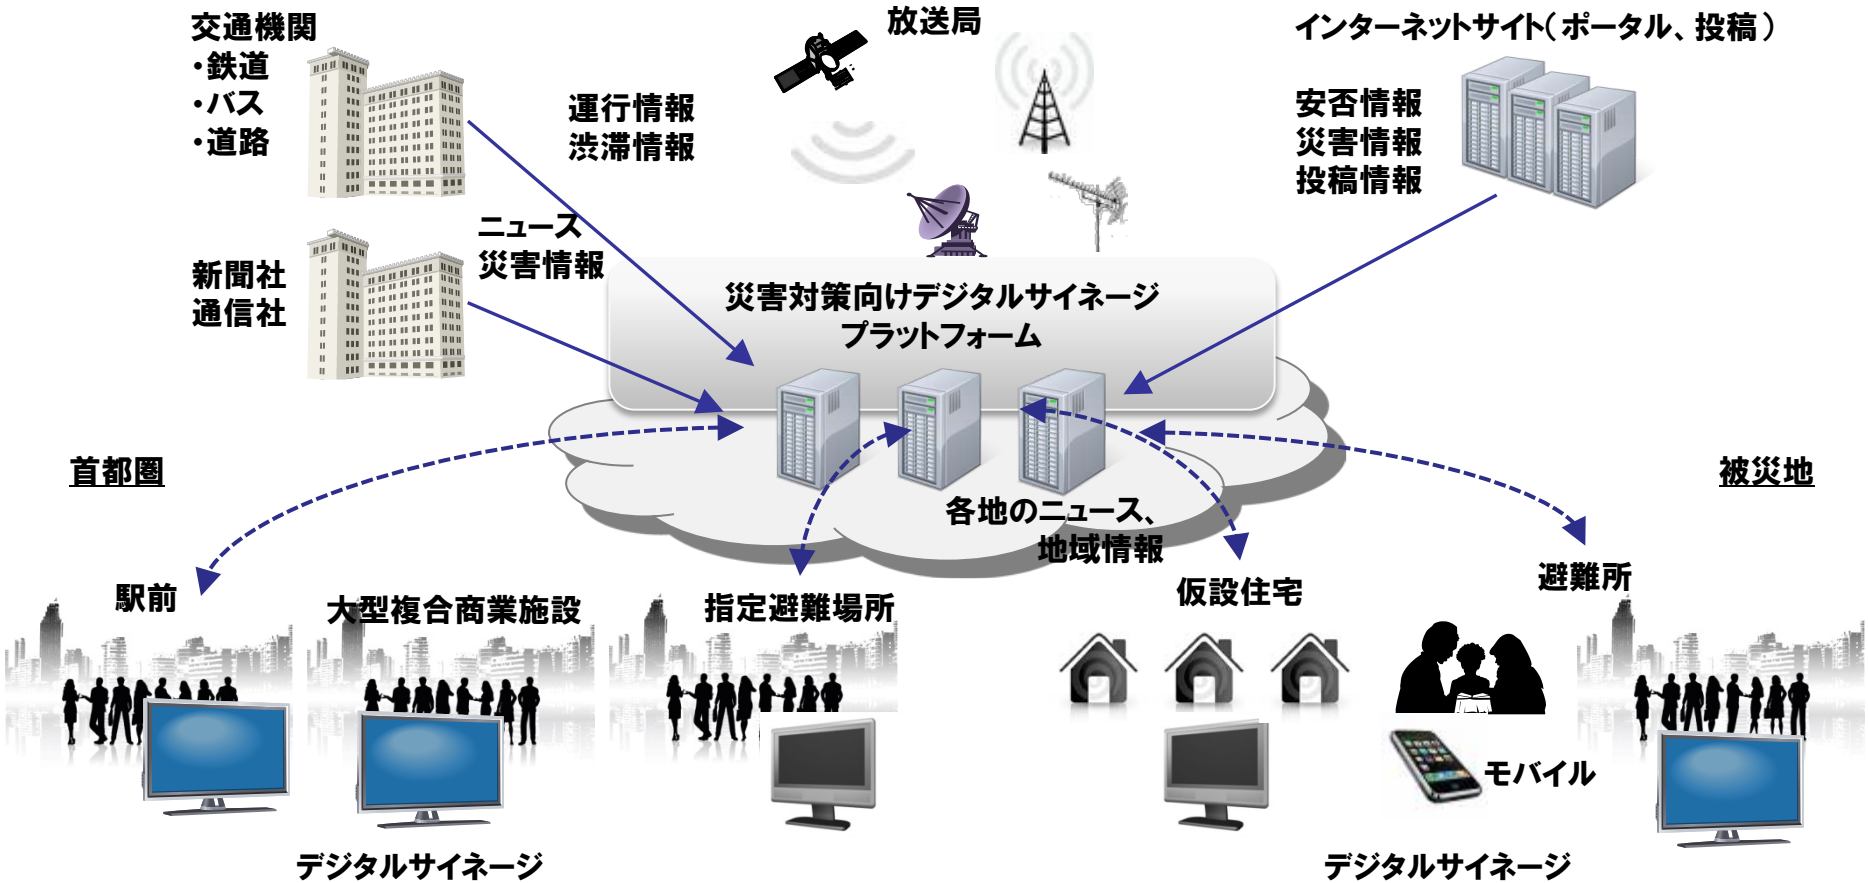 交通機関
・鉄道
・バス
・道路
運行情報
渋滞情報
放送局
インターネットサイト（ポータル、投稿）
安否情報
災害情報
投稿情報
新聞社
通信社
ニュース
災害情報
災害対策向けデジタルサイネージ
プラットフォーム
首都圏
被災地
各地のニュース、
地域情報
駅前
大型複合商業施設
指定避難場所
仮設住宅
避難所
モバイル
デジタルサイネージ
デジタルサイネージ